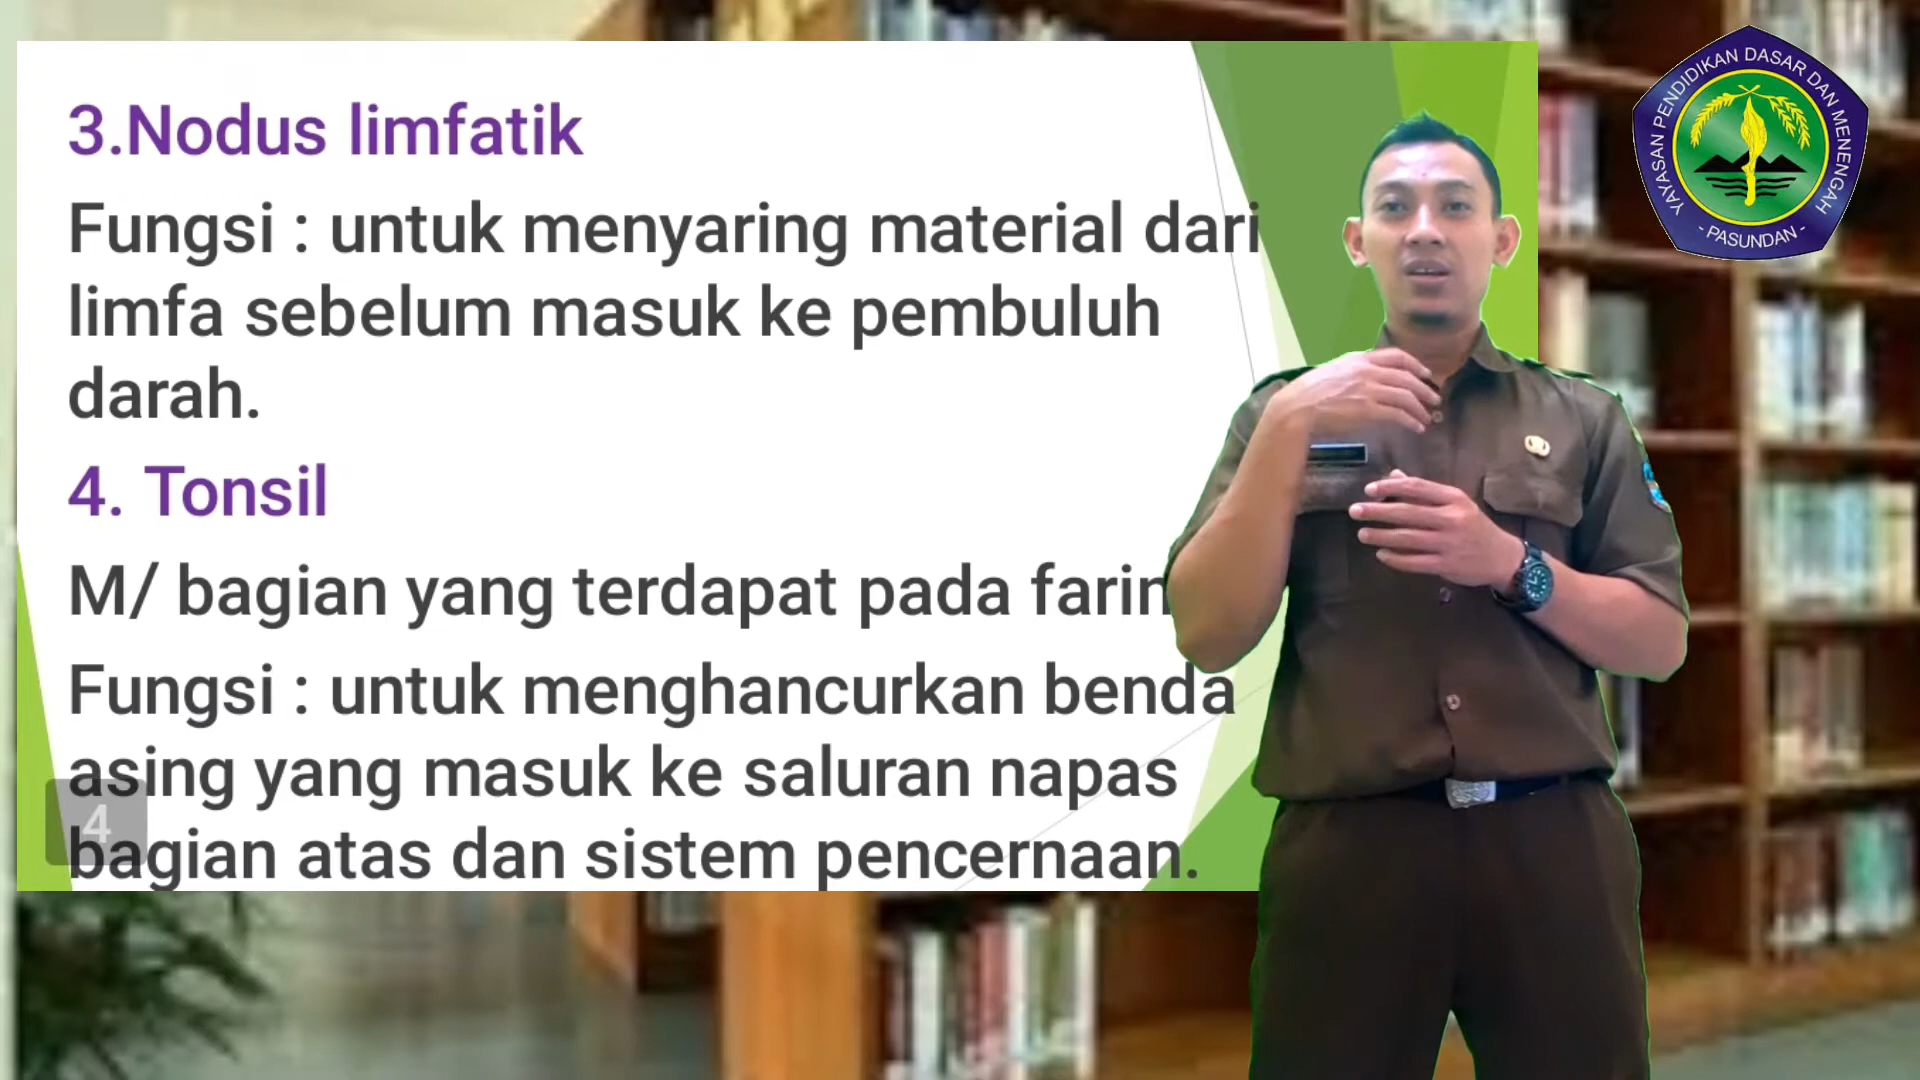 3.Nodus limfatik
Fungsi : untuk menyaring material dari
limfa sebelum masuk ke pembuluh
darah.
4. Tonsil
M/ bagian yang terdapat pada
Fungsi : untuk menghancurkan benda
asing yang masuk ke saluran napas
bagian atas dan sistem pencernaan.
4
YAYASAN PENDIDIKAN DASAR DAN MENENGAH
- PASUNDAN -